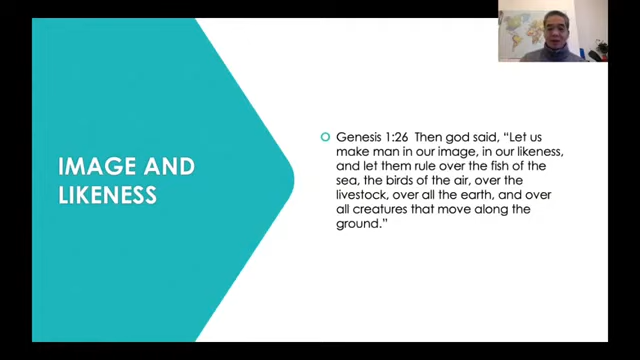 IMAGE AND
LIKENESS
Genesis 1:26 Then god said, “Let us
make man in our image, in our likeness,
and let them rule over the fish of the
sea, the birds of the air, over the
livestock, over all the earth, and over
all creatures that move along the
ground.”